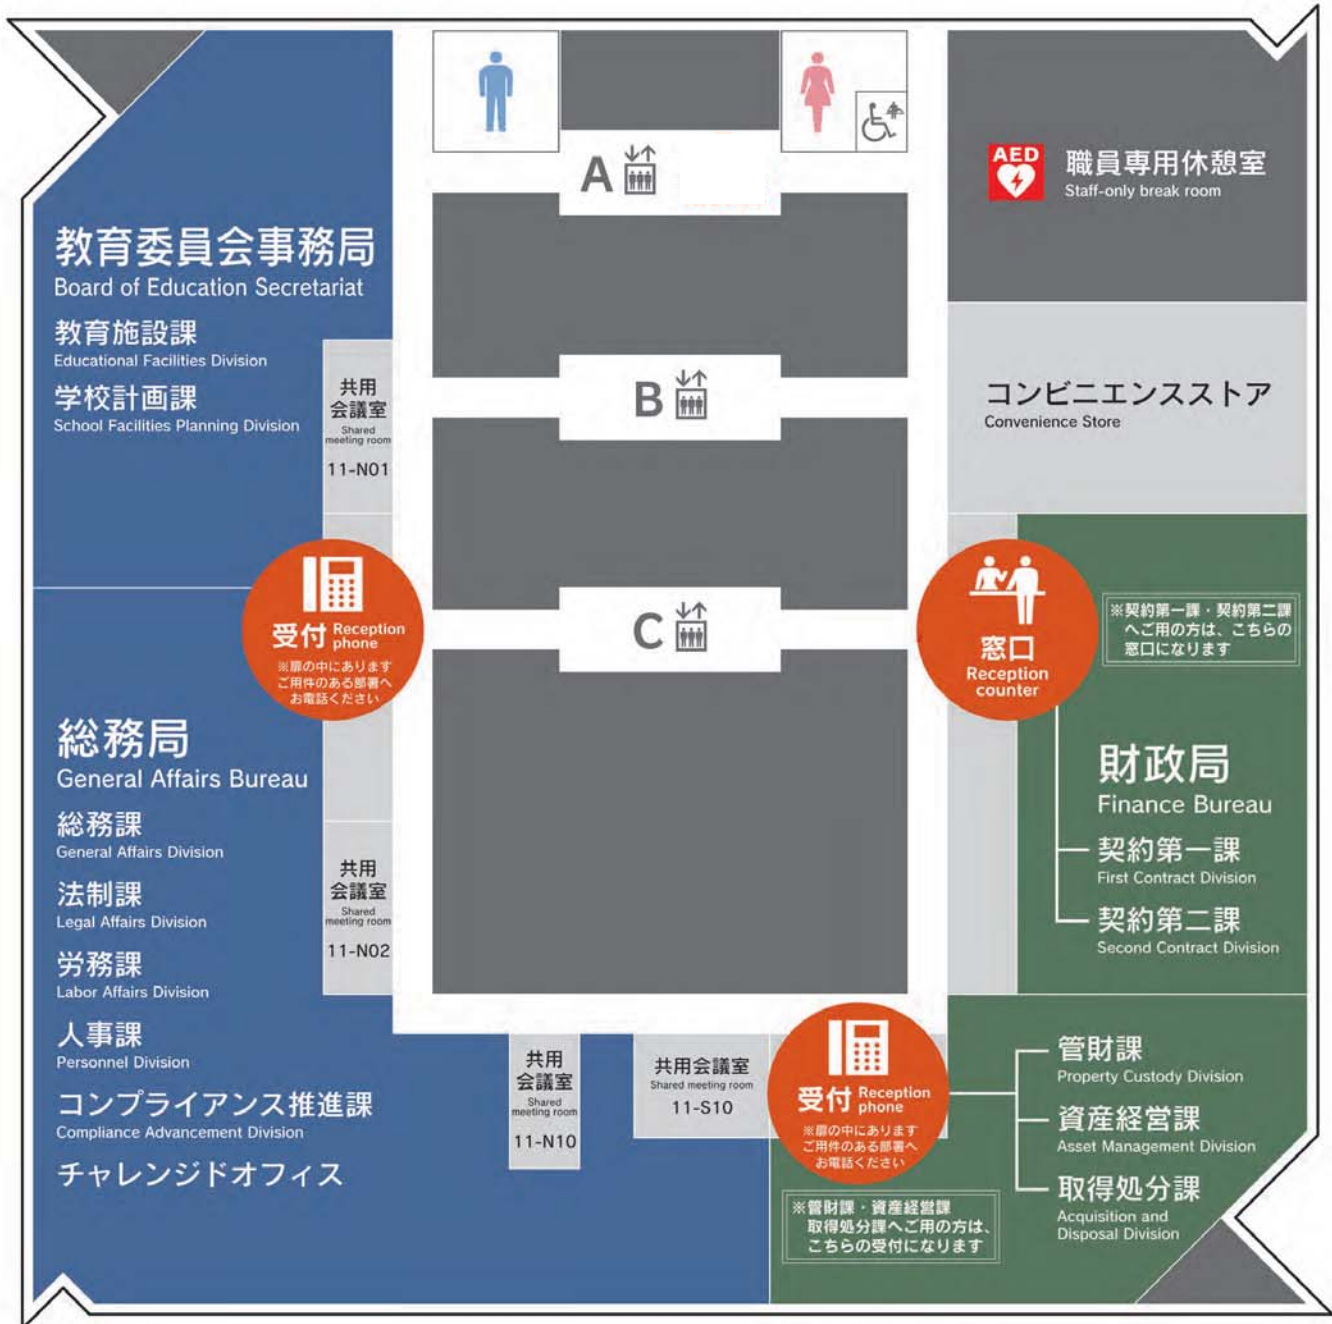 教育委員会事務局
Board of Education Secretariat
教育施設課
Educational Facilities Division
学校計画課
School Facilities Planning Division
共用
会議室
Shared
meeting room
11-N01
受付 Reception
phone
※扉の中にあります
ご用件のある部署へ
お電話ください
総務局
General Affairs Bureau
総務課
General Affairs Division
法制課
Legal Affairs Division
労務課
Labor Affairs Division
人事課
Personnel Division
コンプライアンス推進課
Compliance Advancement Division
チャレンジドオフィス
共用
会議室
Shared
meeting room
11-N02
A
B
C
共用
会議室
Shared
meeting room
11-N10
共用会議室
Shared meeting room
11-S10
AED
職員専用休憩室
Staff-only break room
コンビニエンスストア
Convenience Store
窓口
Reception
counter
※契約第一課・契約第二課
へご用の方は、こちらの
窓口になります
財政局
Finance Bureau
契約第一課
First Contract Division
契約第二課
Second Contract Division
受付 Reception
phone
※扉の中にあります
ご用件のある部署へ
お電話ください
管財課
Property Custody Division
資産経営課
Asset Management Division
取得処分課
Acquisition and
Disposal Division
※管財課・資産経営課
取得処分課へご用の方は、
こちらの受付になります